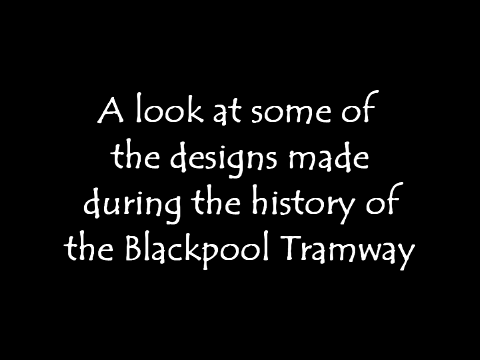 A look at some of
the designs made
during the history of
the Blackpool Tramway